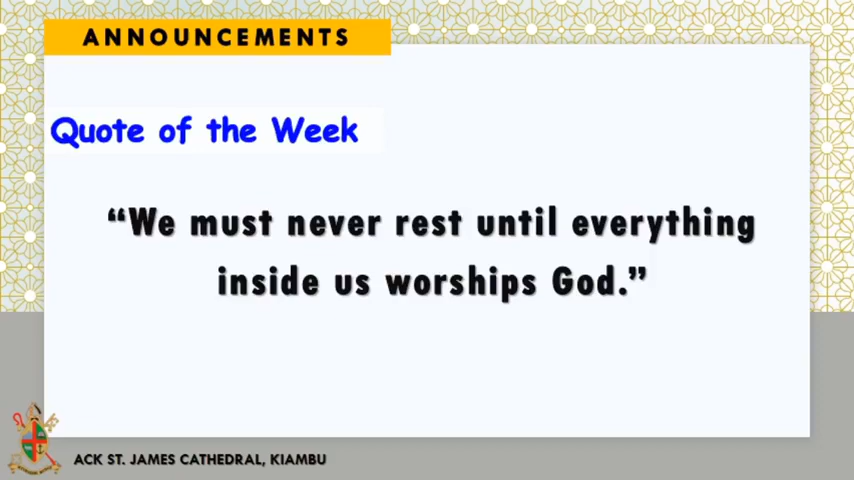 ANNOUNCEMENTS
Quote of the Week
“We must never rest until everything
inside us worships God.”
ACK ST. JAMES CATHEDRAL, KIAMBU